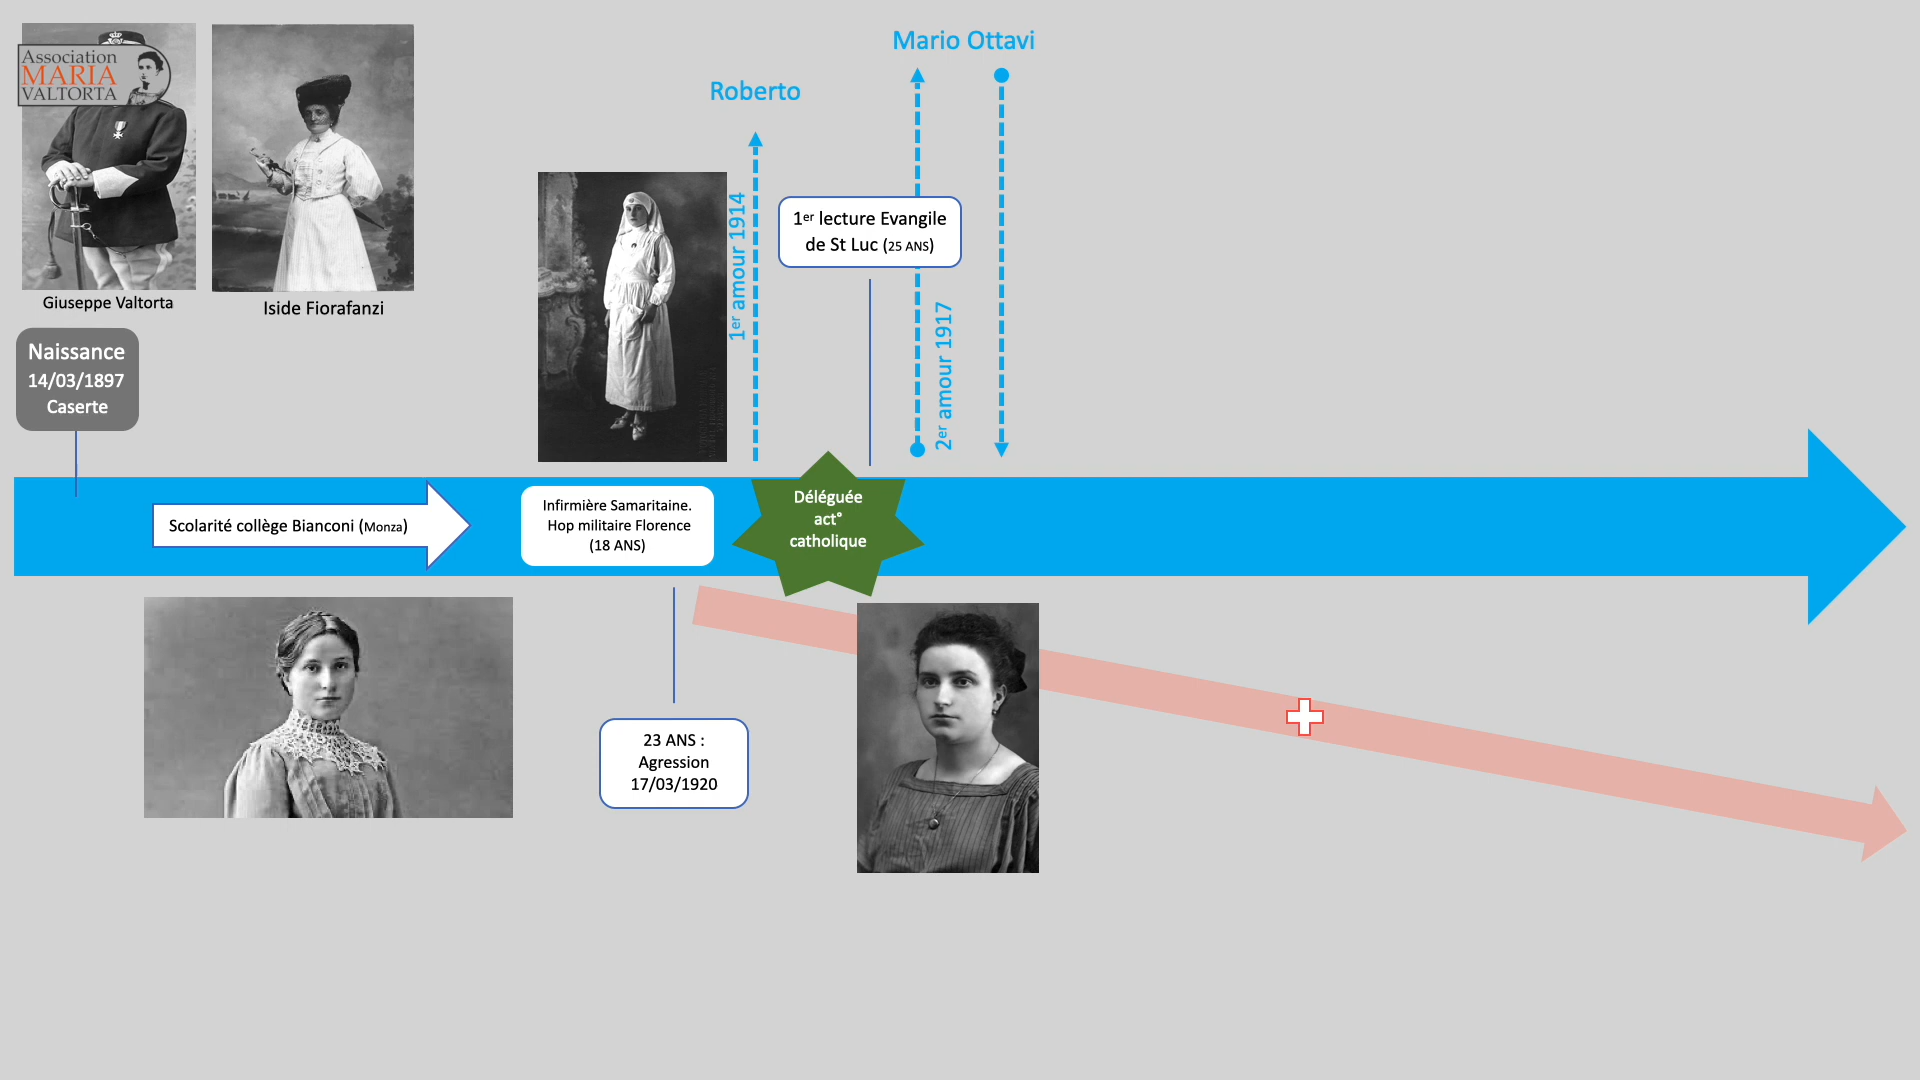 Association
MARIA
VALTORTA
Giuseppe Valtorta
Iside Fiorafanzi
Naissance
14/03/1897
Caserte
Scolarité collège Bianconi (Monza)
Infirmière Samaritaine.
Hop militaire Florence
(18 ANS)
Roberto
1er amour 1914
Mario Ottavi
1er lecture Evangile
de St Luc (25 ANS)
2er amour 1917
Déléguée
act°
catholique
23 ANS :
Agression
17/03/1920